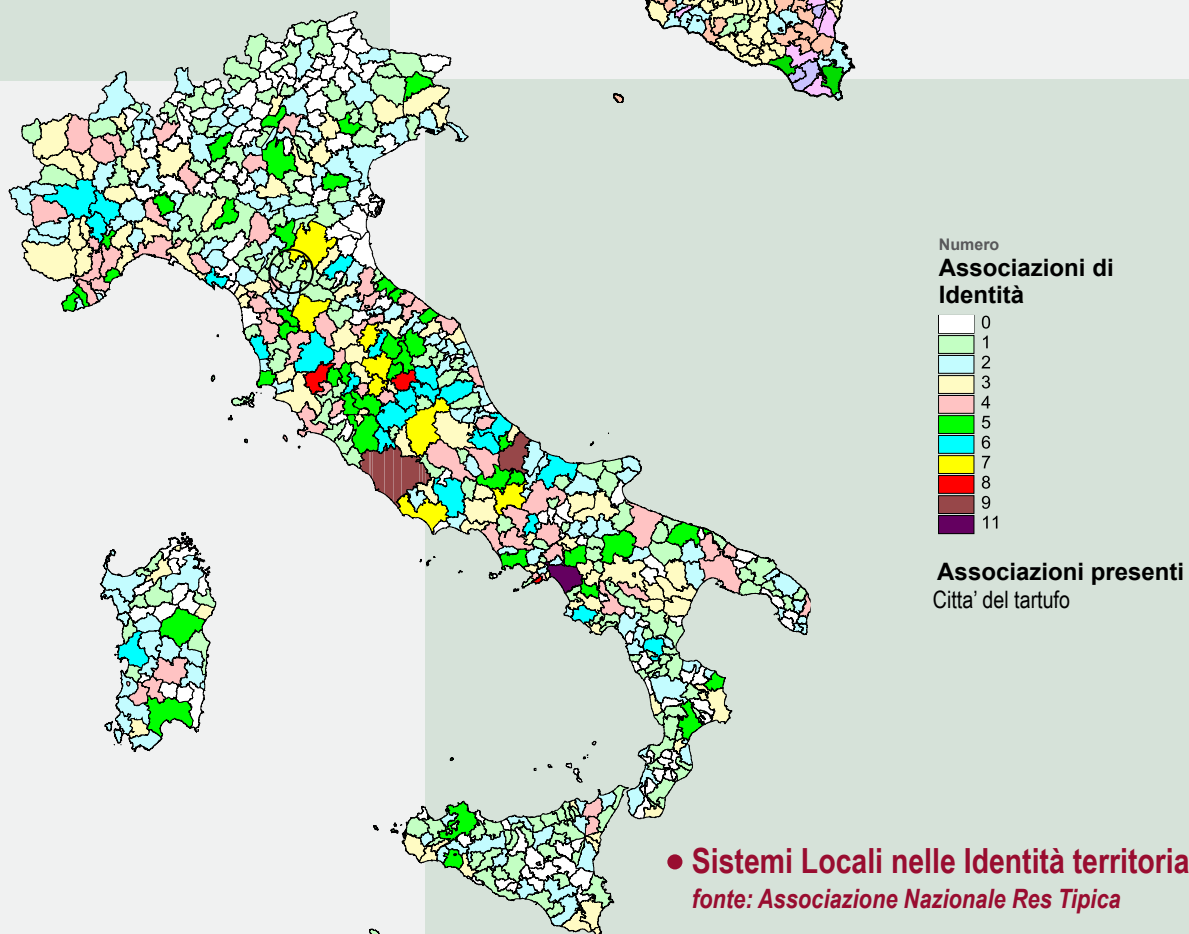 Numero
Associazioni di
Identità
0
1
2
3
4
5
6
7
8
9
11
Associazioni presenti
Citta' del tartufo
• Sistemi Locali nelle Identità territoria
fonte: Associazione Nazionale Res Tipica